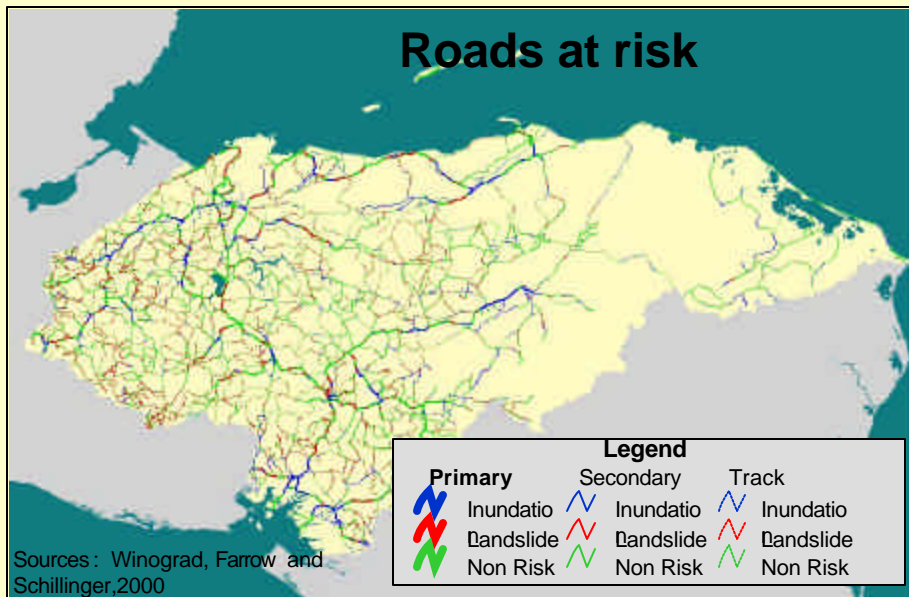 Roads at risk
Legend
Primary Secondary Track
Inundatio Inundatio Inundatio
Landslide Landslide Landslide
Non Risk Non Risk Non Risk
Sources: Winograd, Farrow and
Schillinger,2000